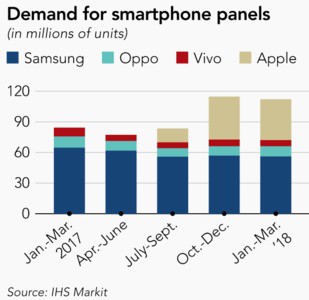 Demand for smartphone panels
(in millions of units)
Samsung Oppo Vivo Apple
120
90
60
30
0
Jan.-Mar. 2017
Apr.-June
July-Sept.
Oct.-Dec.
Jan.-Mar. '18
Source: IHS Markit